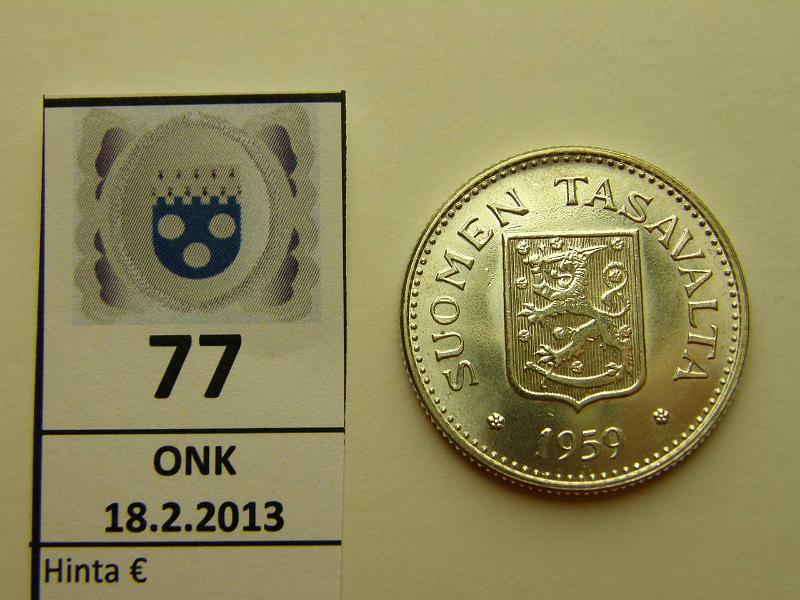 77
ONK
18.2.2013
Hinta €
SUOMEN TASAVALTA
1959